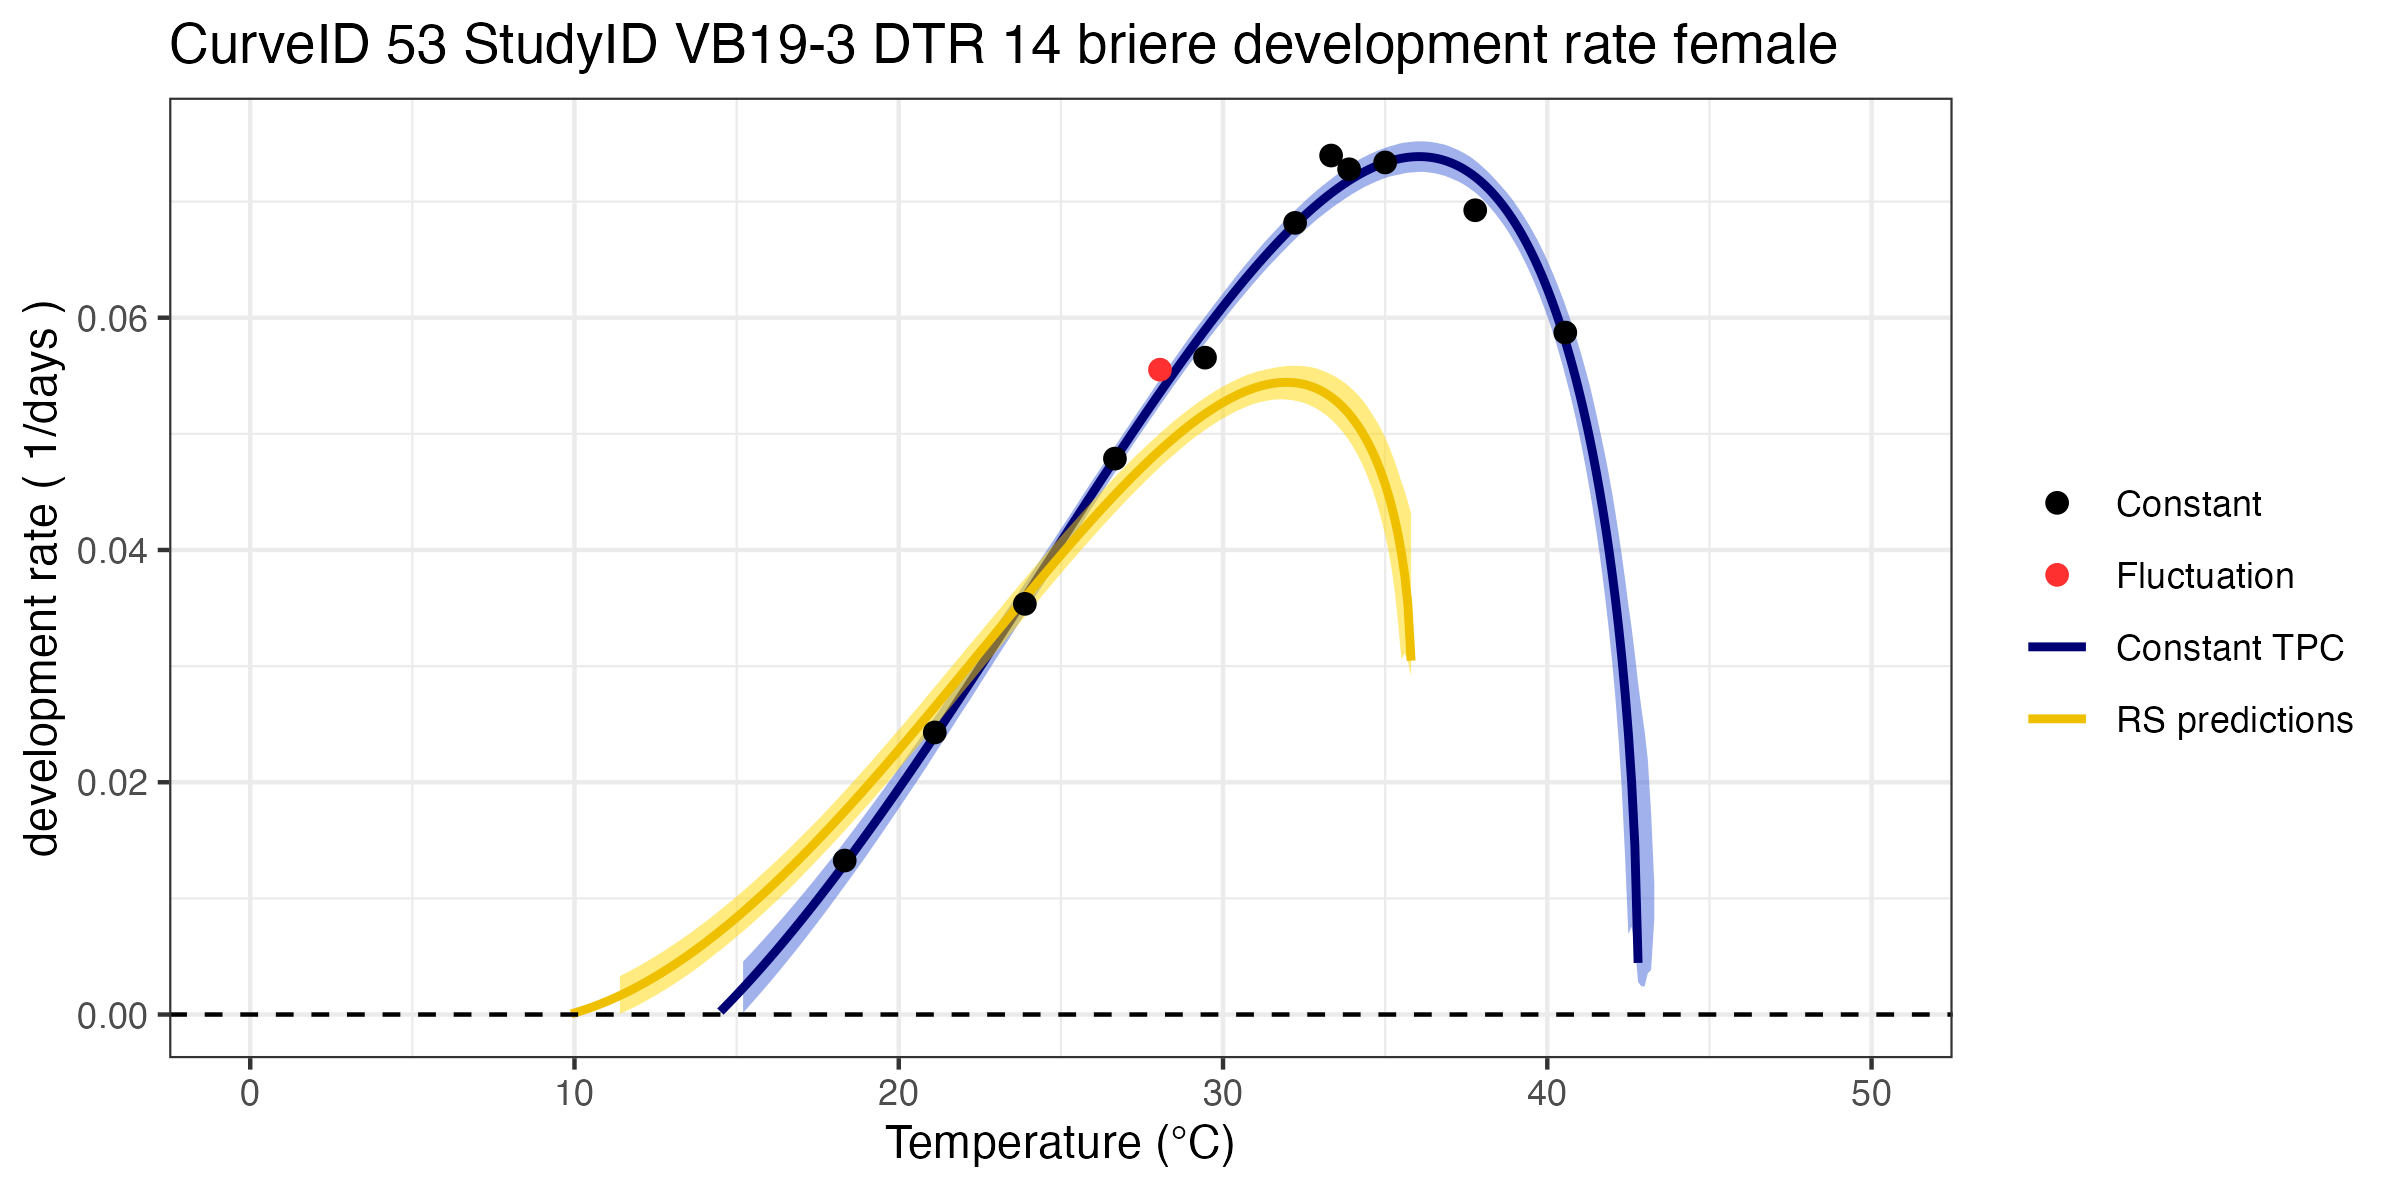 CurveID 53 StudyID VB19-3 DTR 14 briere development rate female
development rate ( 1/days )
0.06
0.04
0.02
0.00
0 10 20 30 40 50
Temperature (°C)
Constant
Fluctuation
Constant TPC
RS predictions